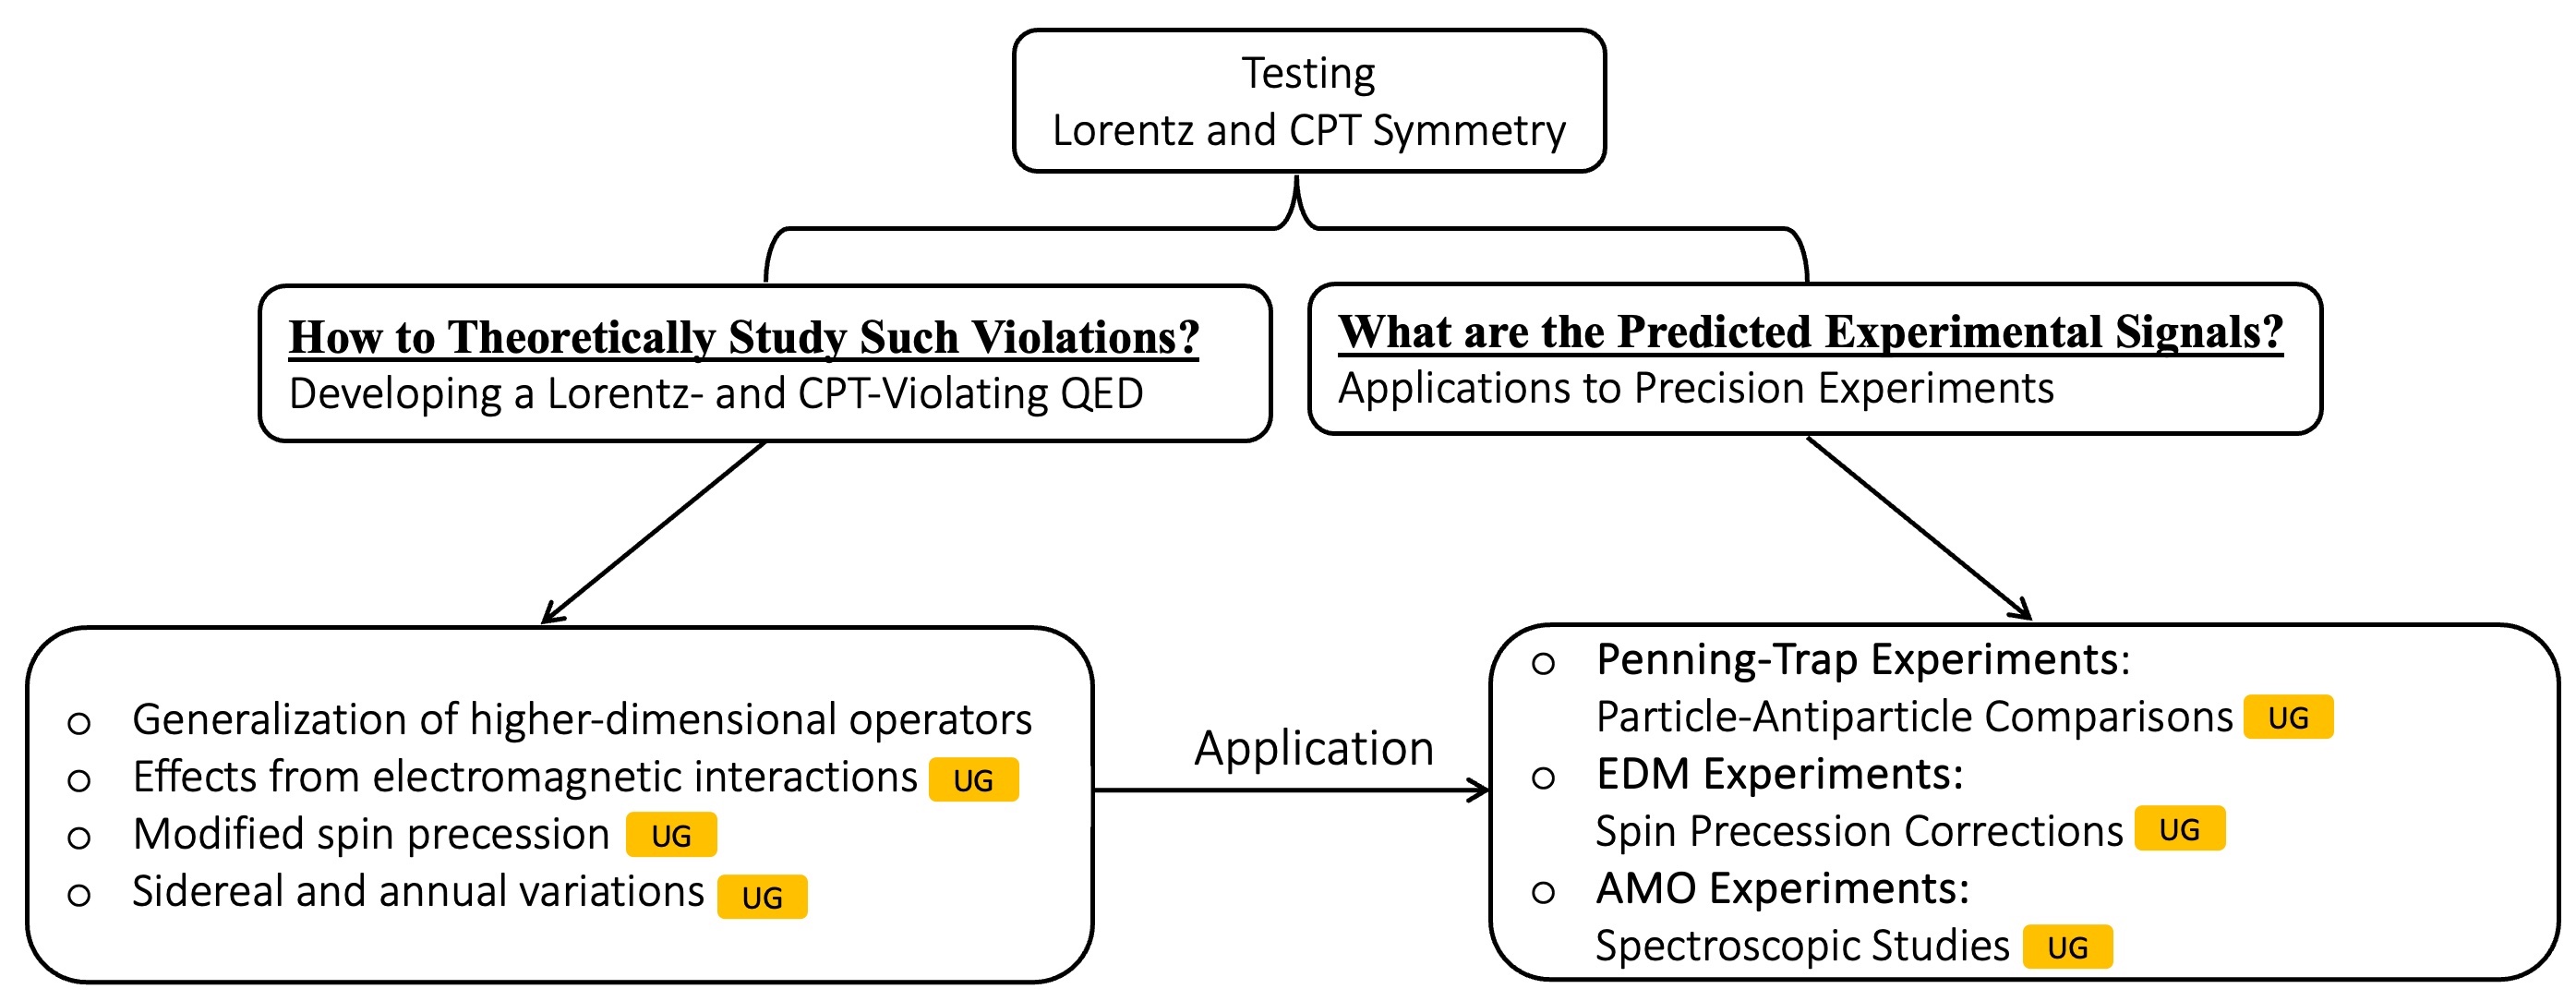 Testing
Lorentz and CPT Symmetry
How to Theoretically Study Such Violations?
Developing a Lorentz- and CPT-Violating QED
What are the Predicted Experimental Signals?
Applications to Precision Experiments
Generalization of higher-dimensional operators
Effects from electromagnetic interactions UG
Modified spin precession UG
Sidereal and annual variations UG
Application
Penning-Trap Experiments:
Particle-Antiparticle Comparisons UG
EDM Experiments:
Spin Precession Corrections UG
AMO Experiments:
Spectroscopic Studies UG